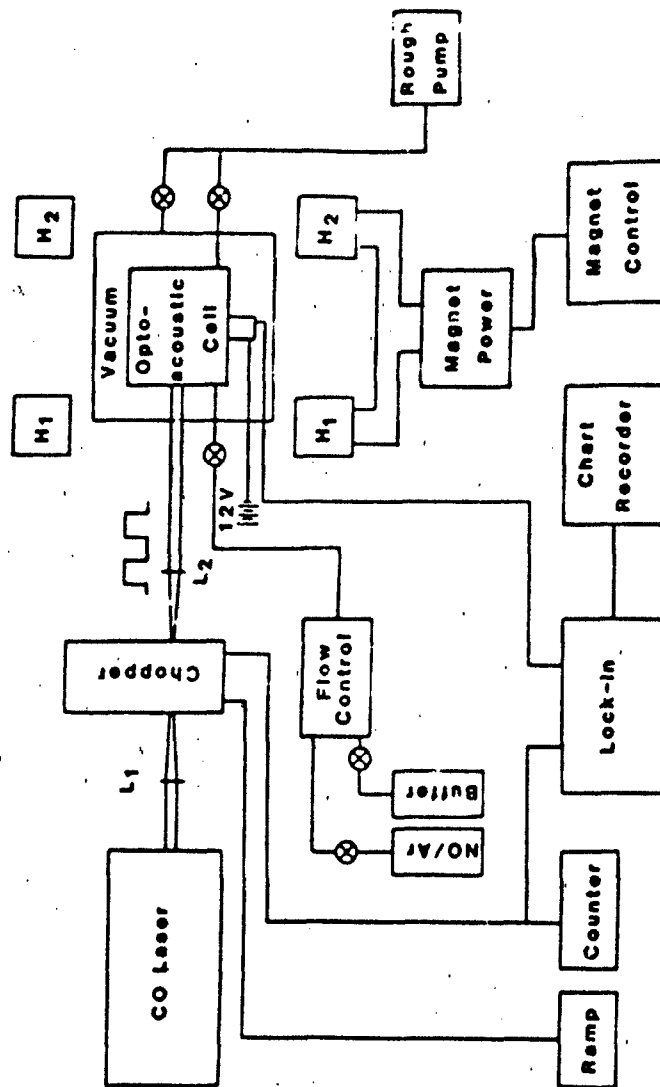 H2
H1
Rough
Pump
Vacuum
Opto-
acoustic
Cell
H2
H1
12V
L2
Chopper
L1
CO Laser
Magnet
Power
Magnet
Control
Flow
Control
Buffer
NO/Ar
Chart
Recorder
Lock-in
Counter
Ramp